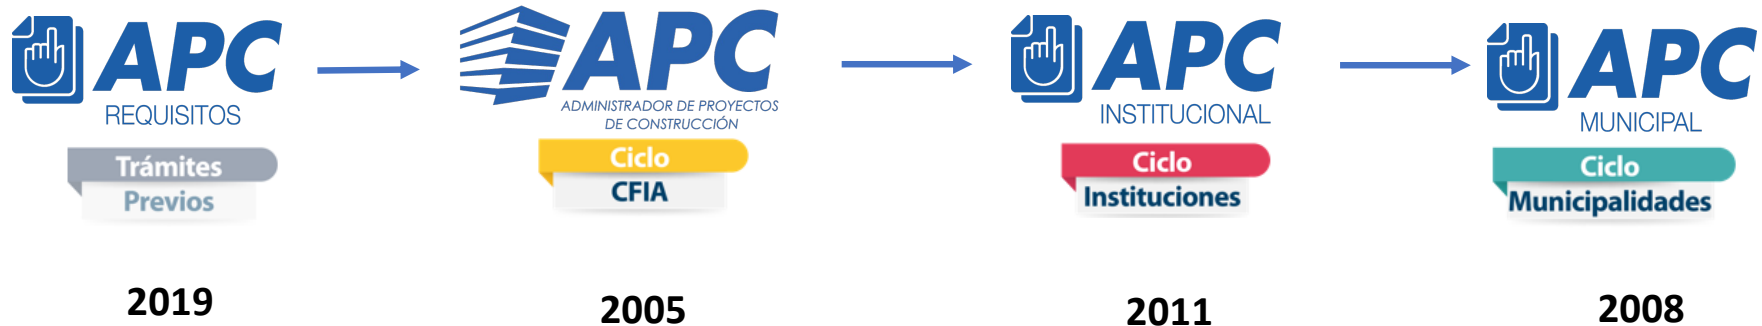 APC
REQUISITOS
Trámites
Previos
2019
APC
ADMINISTRADOR DE PROYECTOS
DE CONSTRUCCIÓN
Ciclo
CFIA
2005
APC
INSTITUCIONAL
Ciclo
Instituciones
2011
APC
MUNICIPAL
Ciclo
Municipalidades
2008